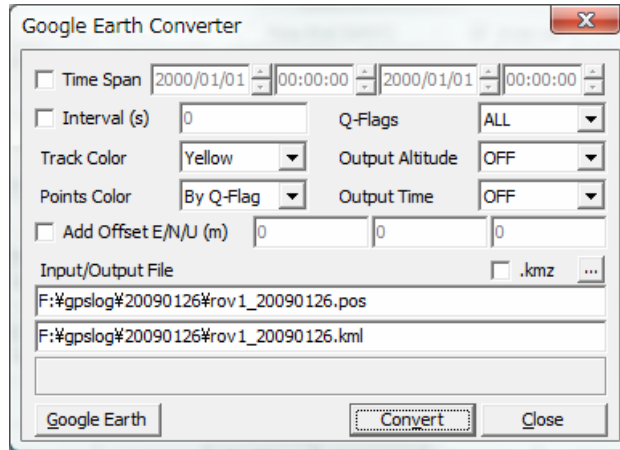 Google Earth Converter
Time Span 2000/01/01 00:00:00 2000/01/01 00:00:00
Interval (s) 0 Q-Flags ALL
Track Color Yellow Output Altitude OFF
Points Color By Q-Flag Output Time OFF
Add Offset E/N/U (m) 0 0 0
Input/Output File .kmz ...
F:¥gpslog¥20090126¥rov1_20090126.pos
F:¥gpslog¥20090126¥rov1_20090126.kml
Google Earth Convert Close